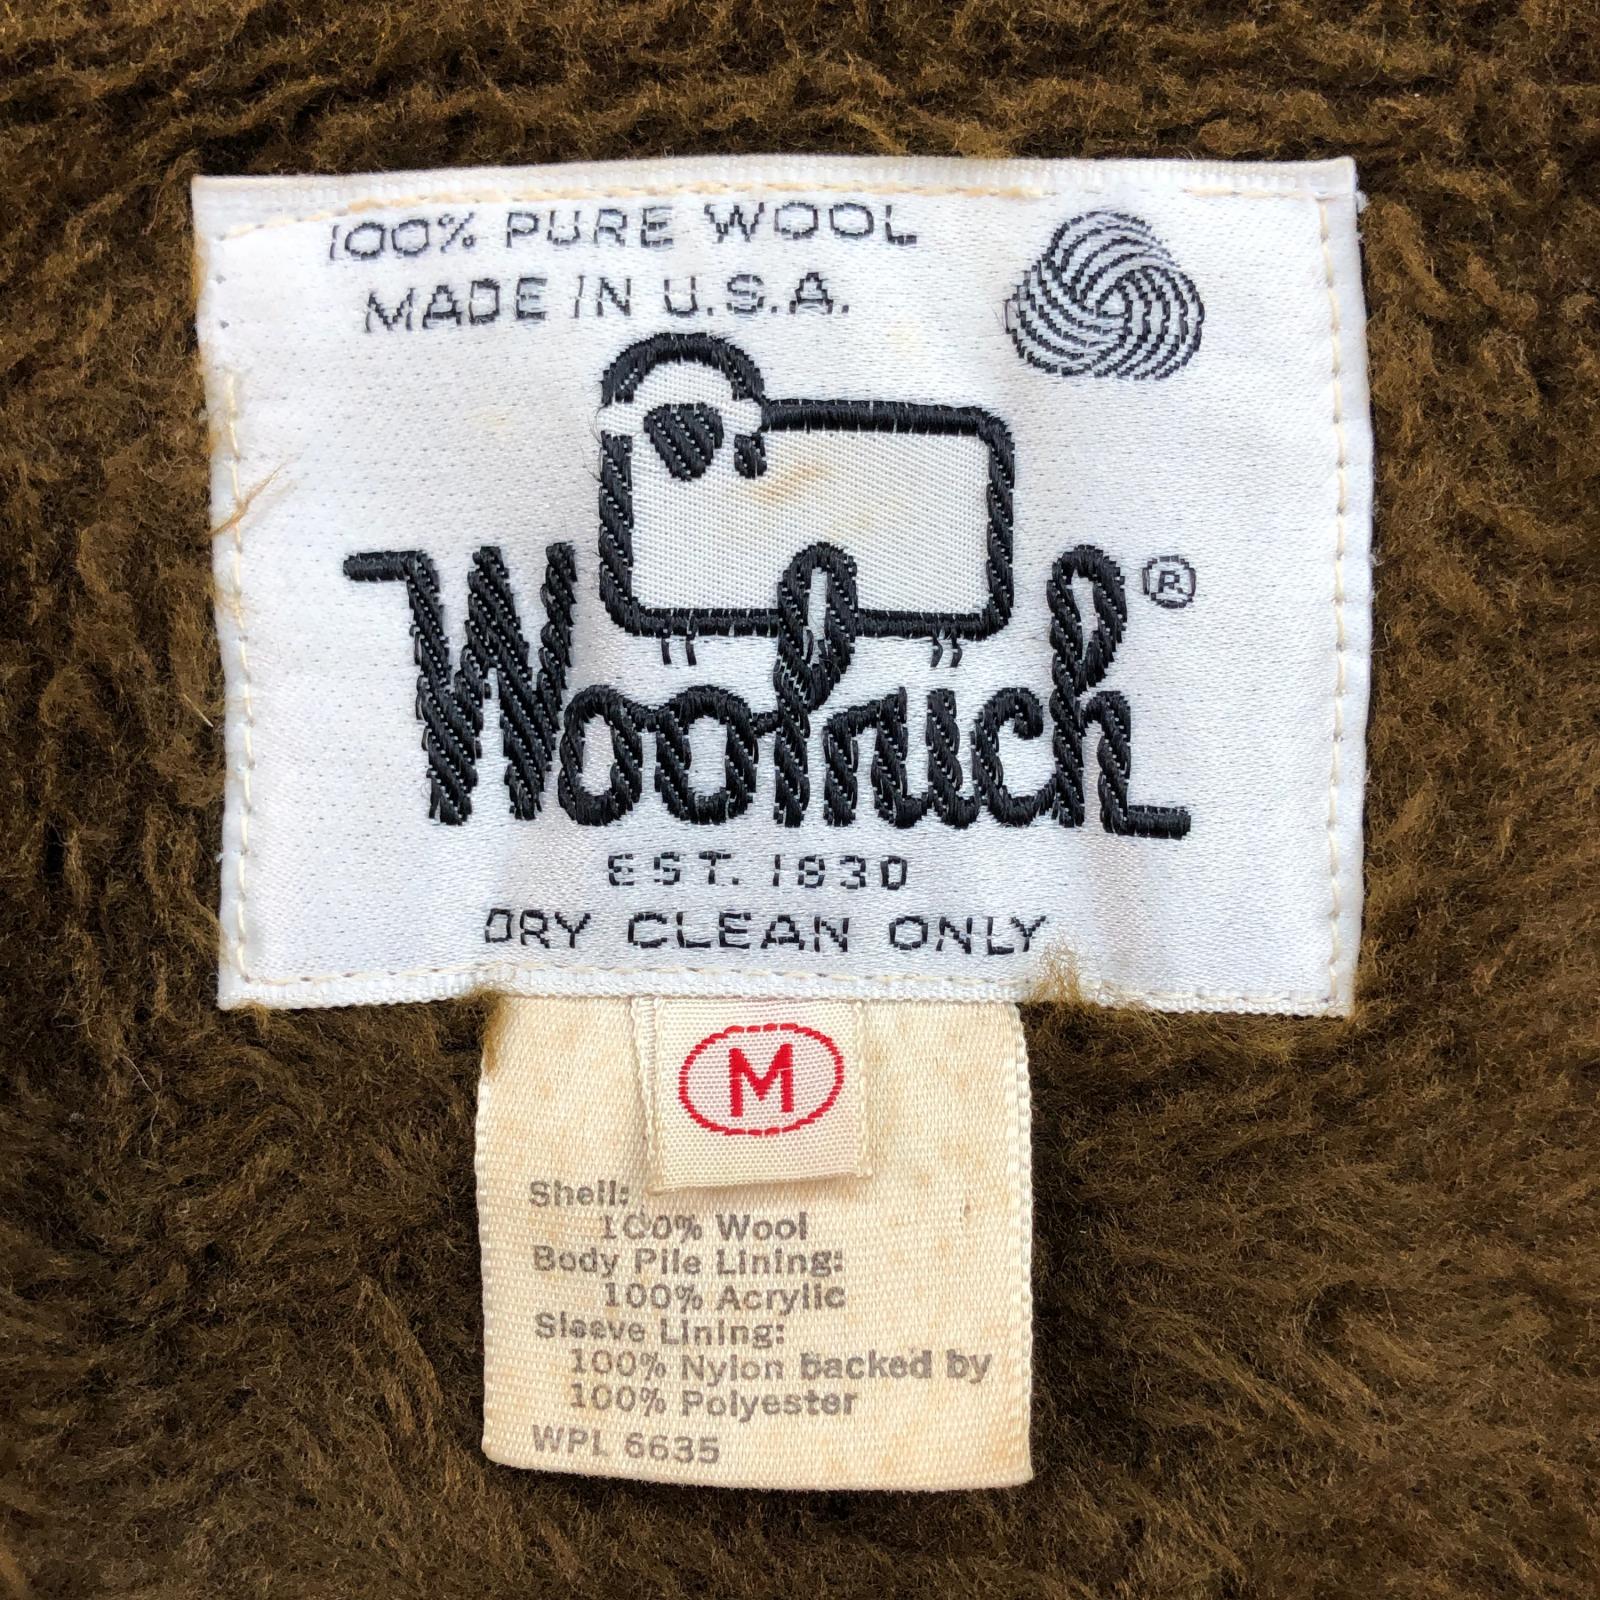 100% PURE WOOL
MADE IN U.S.A.
Woolrich®
EST. 1830
DRY CLEAN ONLY
M
Shell:
100% Wool
Body Pile Lining:
100% Acrylic
Sleeve Lining:
100% Nylon backed by
100% Polyester
WPL 6635